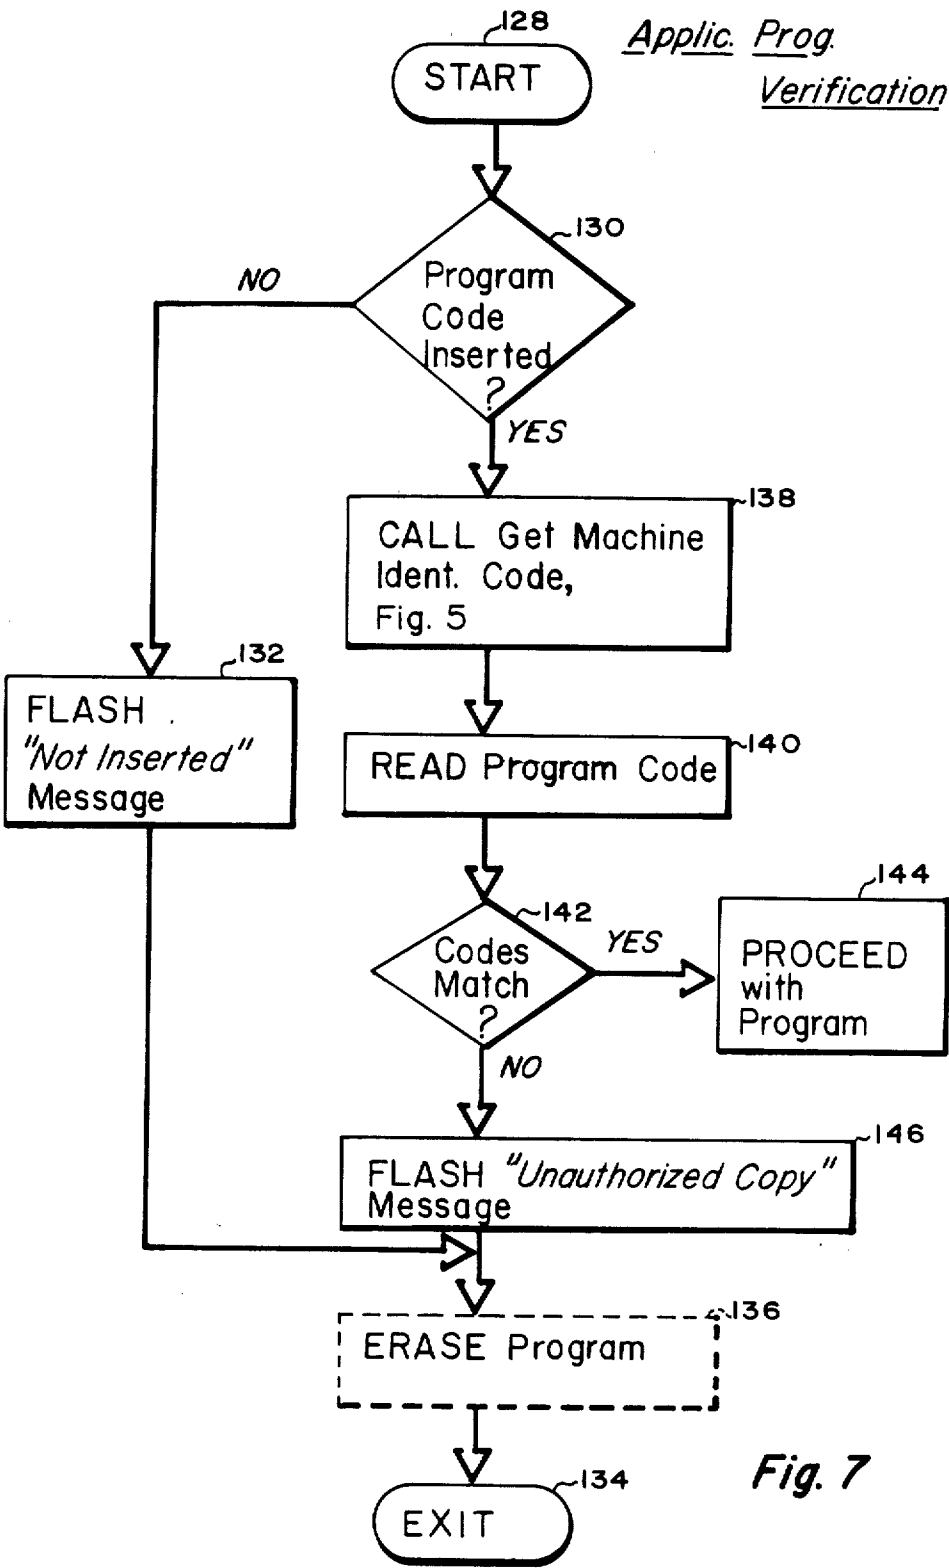 128
Applic. Prog.
Verification
START
130
Program
Code
Inserted
?
NO
YES
138
CALL Get Machine
Ident. Code,
Fig. 5
132
FLASH
"Not Inserted"
Message
140
READ Program Code
142
Codes
Match
?
YES
144
PROCEED
with
Program
NO
146
FLASH "Unauthorized Copy"
Message
136
ERASE Program
134
EXIT
Fig. 7